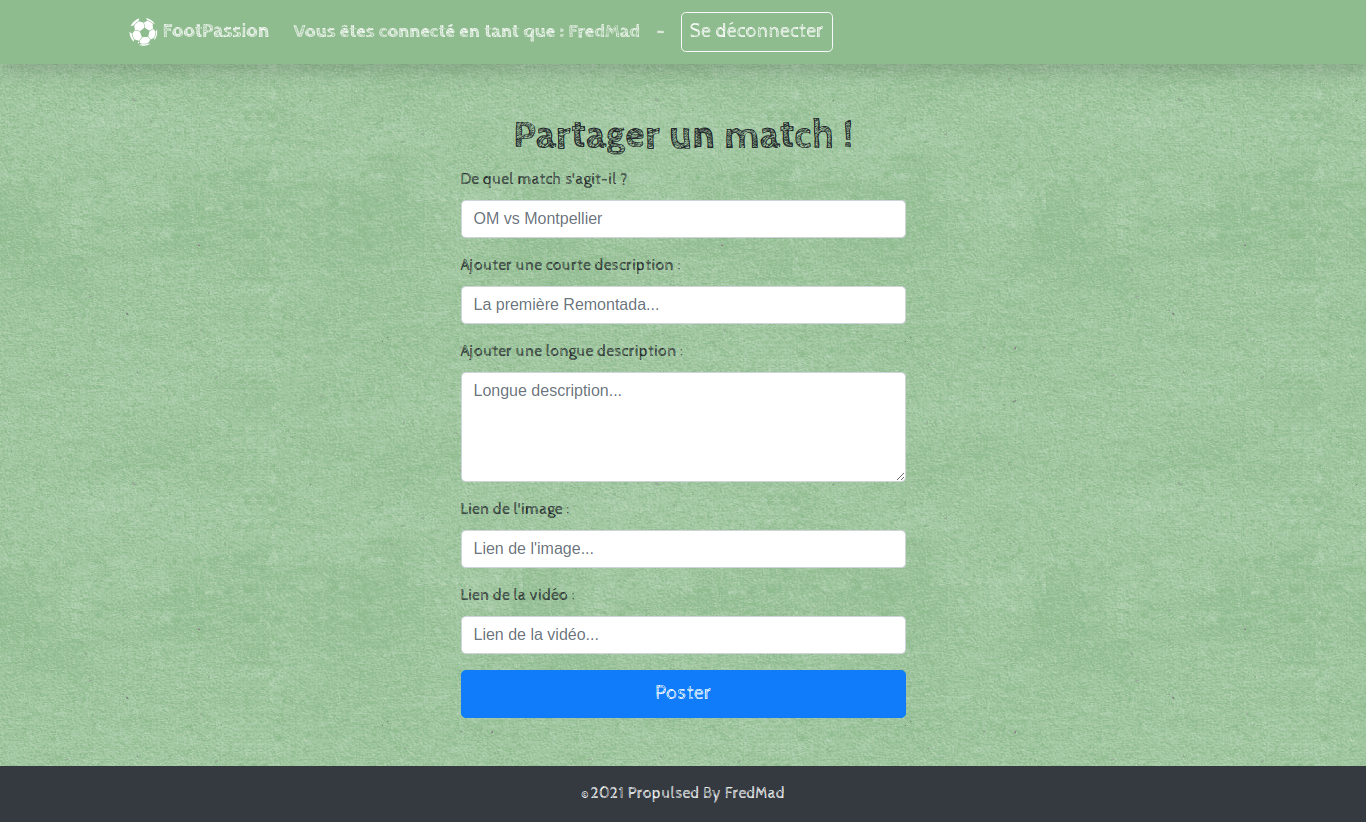 FootPassion Vous êtes connecté en tant que : FredMad - Se déconnecter
Partager un match !
De quel match s'agit-il ?
OM vs Montpellier
Ajouter une courte description :
La première Remontada...
Ajouter une longue description :
Longue description...
Lien de l'image :
Lien de l'image...
Lien de la vidéo :
Lien de la vidéo...
Poster
©2021 Propulsed By FredMad